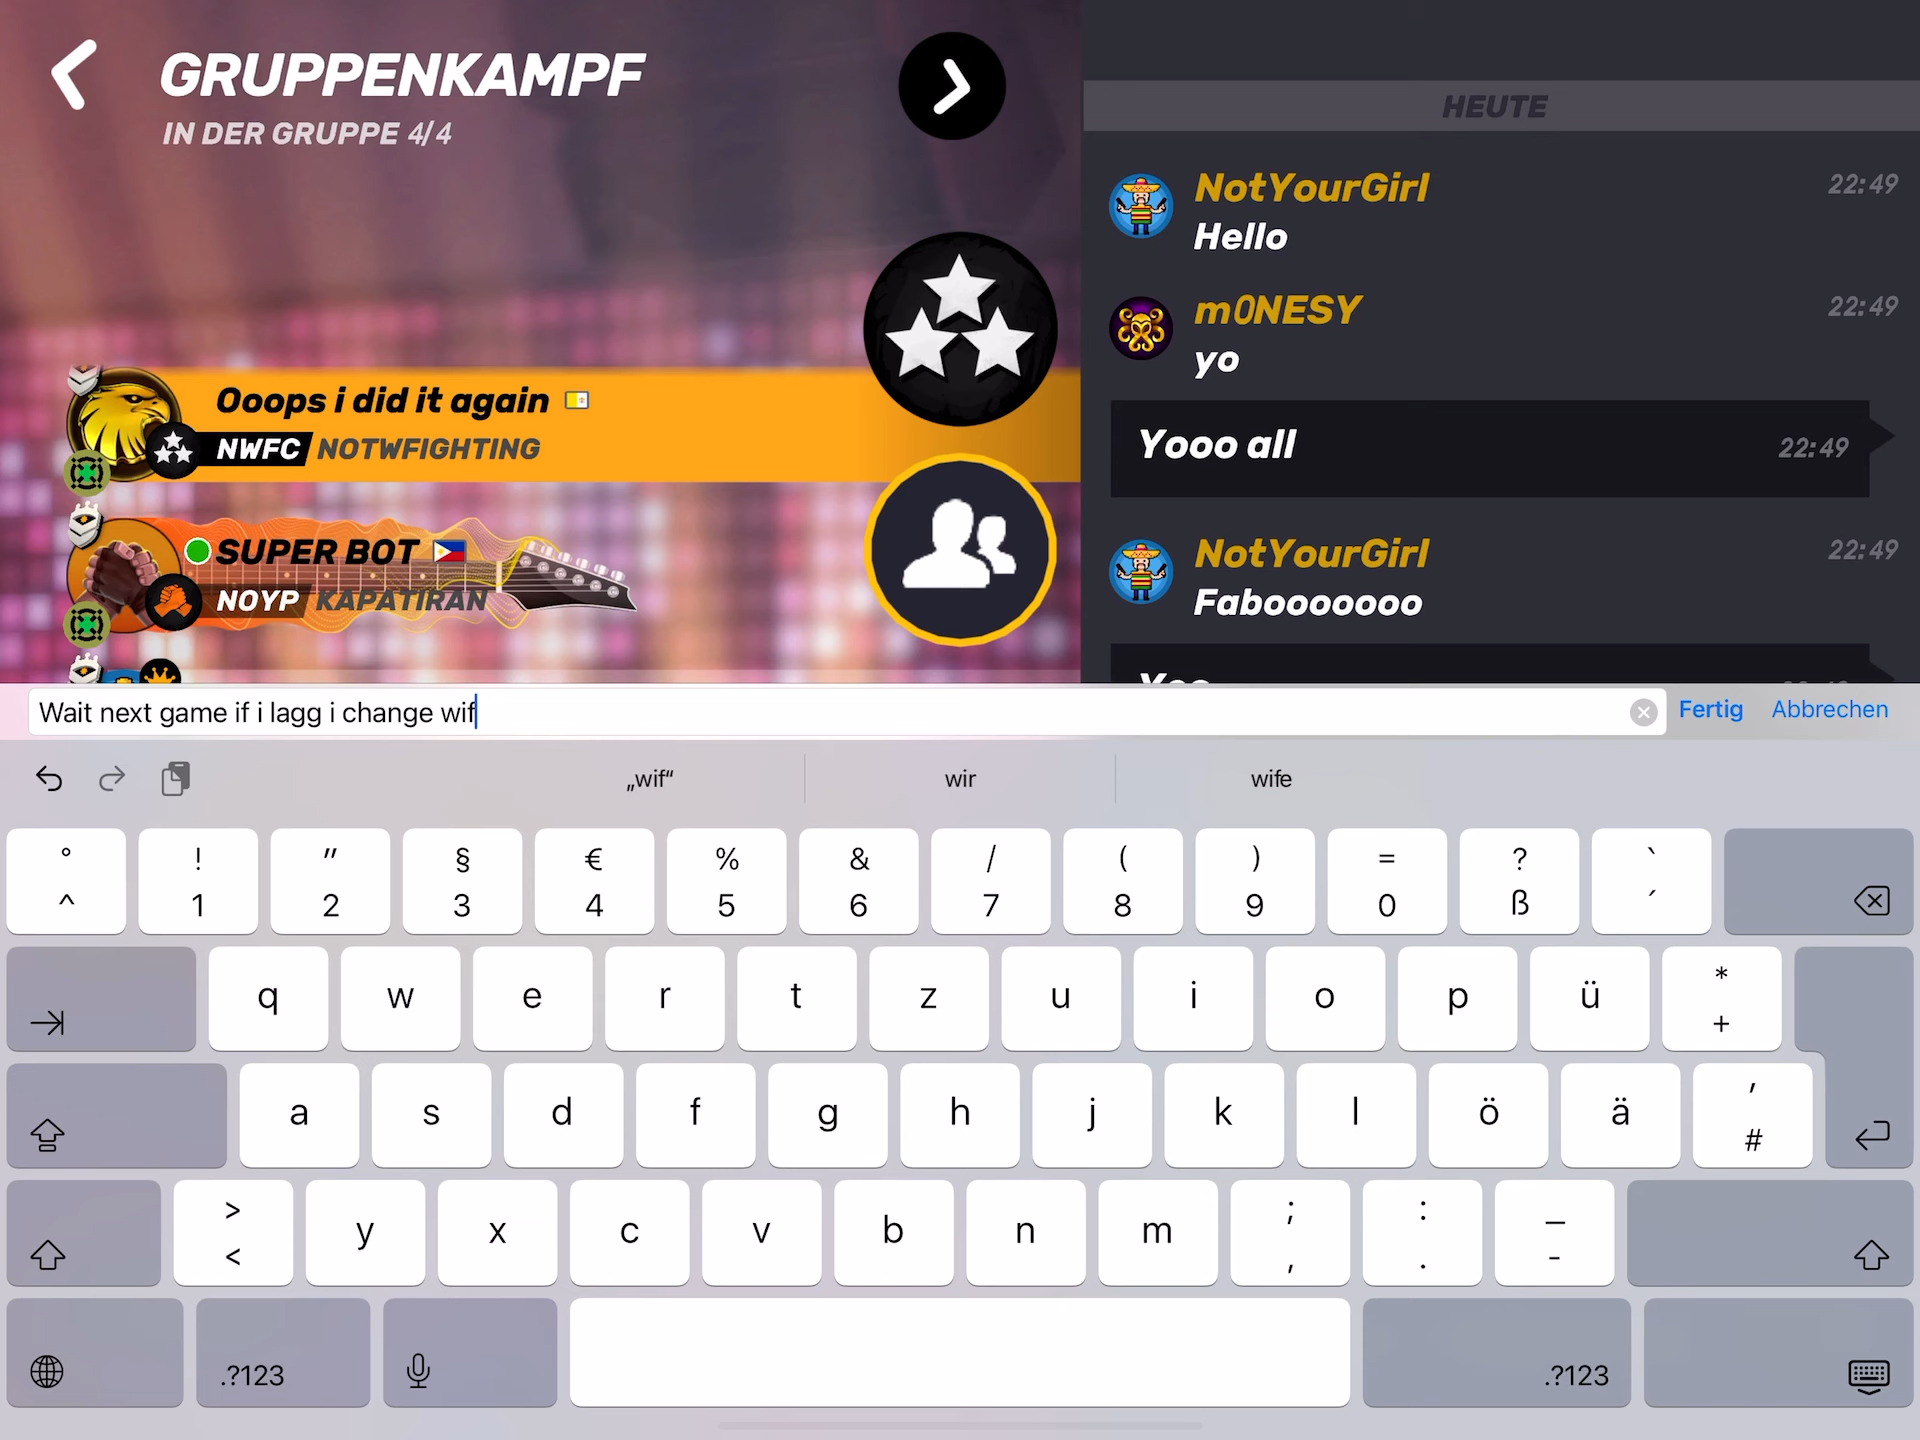 GRUPPENKAMPF
IN DER GRUPPE 4/4
Ooops i did it again
NWFC NOTWFIGHTING
SUPER BOT
NOYP KAPATIRAN
HEUTE
NotYourGirl 22:49
Hello
m0NESY 22:49
yo
Yooo all 22:49
NotYourGirl 22:49
Fabooooooo
Wait next game if i lagg i change wif
Fertig Abbrechen
„wif“ wir wife
° ! " § € % & / ( ) = ? `
^ 1 2 3 4 5 6 7 8 9 0 ß ´
q w e r t z u i o p ü * +
a s d f g h j k l ö ä ' #
> < y x c v b n m ; , : . _ -
.?123 .?123